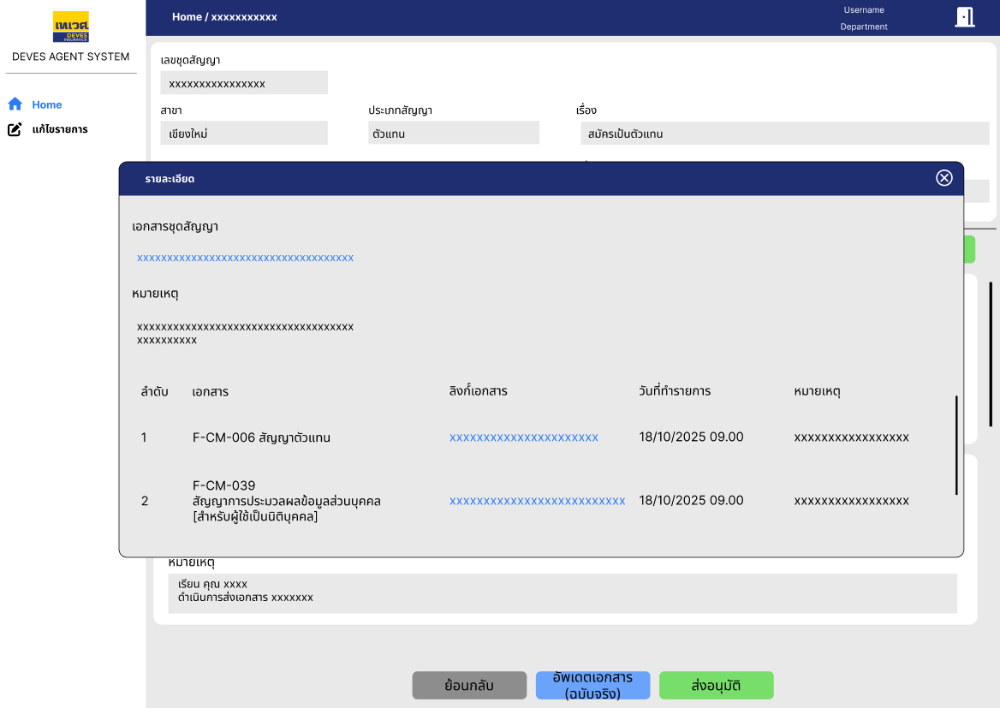 เทเวศ
DEVES
INSURANCE
DEVES AGENT SYSTEM
Home
แก้ไขรายการ
Home / xxxxxxxxxxx
Username
Department
เลขชุดสัญญา
xxxxxxxxxxxxxxxx
สาขา
ประเภทสัญญา
เรื่อง
เขียงใหม่
ตัวแทน
สมัครเป้นตัวแทน
รายละเอียด
เอกสารชุดสัญญา
xxxxxxxxxxxxxxxxxxxxxxxxxxxxxxxxxxxx
หมายเหตุ
xxxxxxxxxxxxxxxxxxxxxxxxxxxxxxxxxxxx
xxxxxxxxxx
ลำดับ เอกสาร ลิงก์เอกสาร วันที่ทำรายการ หมายเหตุ
1 F-CM-006 สัญญาตัวแทน xxxxxxxxxxxxxxxxxxxxxx 18/10/2025 09.00 xxxxxxxxxxxxxxxxx
F-CM-039
2 สัญญาการประมวลผลข้อมูลส่วนบุคคล xxxxxxxxxxxxxxxxxxxxxxxxxx 18/10/2025 09.00 xxxxxxxxxxxxxxxxx
[สำหรับผู้ใช้เป็นนิติบุคคล]
หมายเหตุ
เรียน คุณ xxxx
ดำเนินการส่งเอกสาร xxxxxxx
ย้อนกลับ
อัพเดตเอกสาร
(ฉบับจริง)
ส่งอนุมัติ